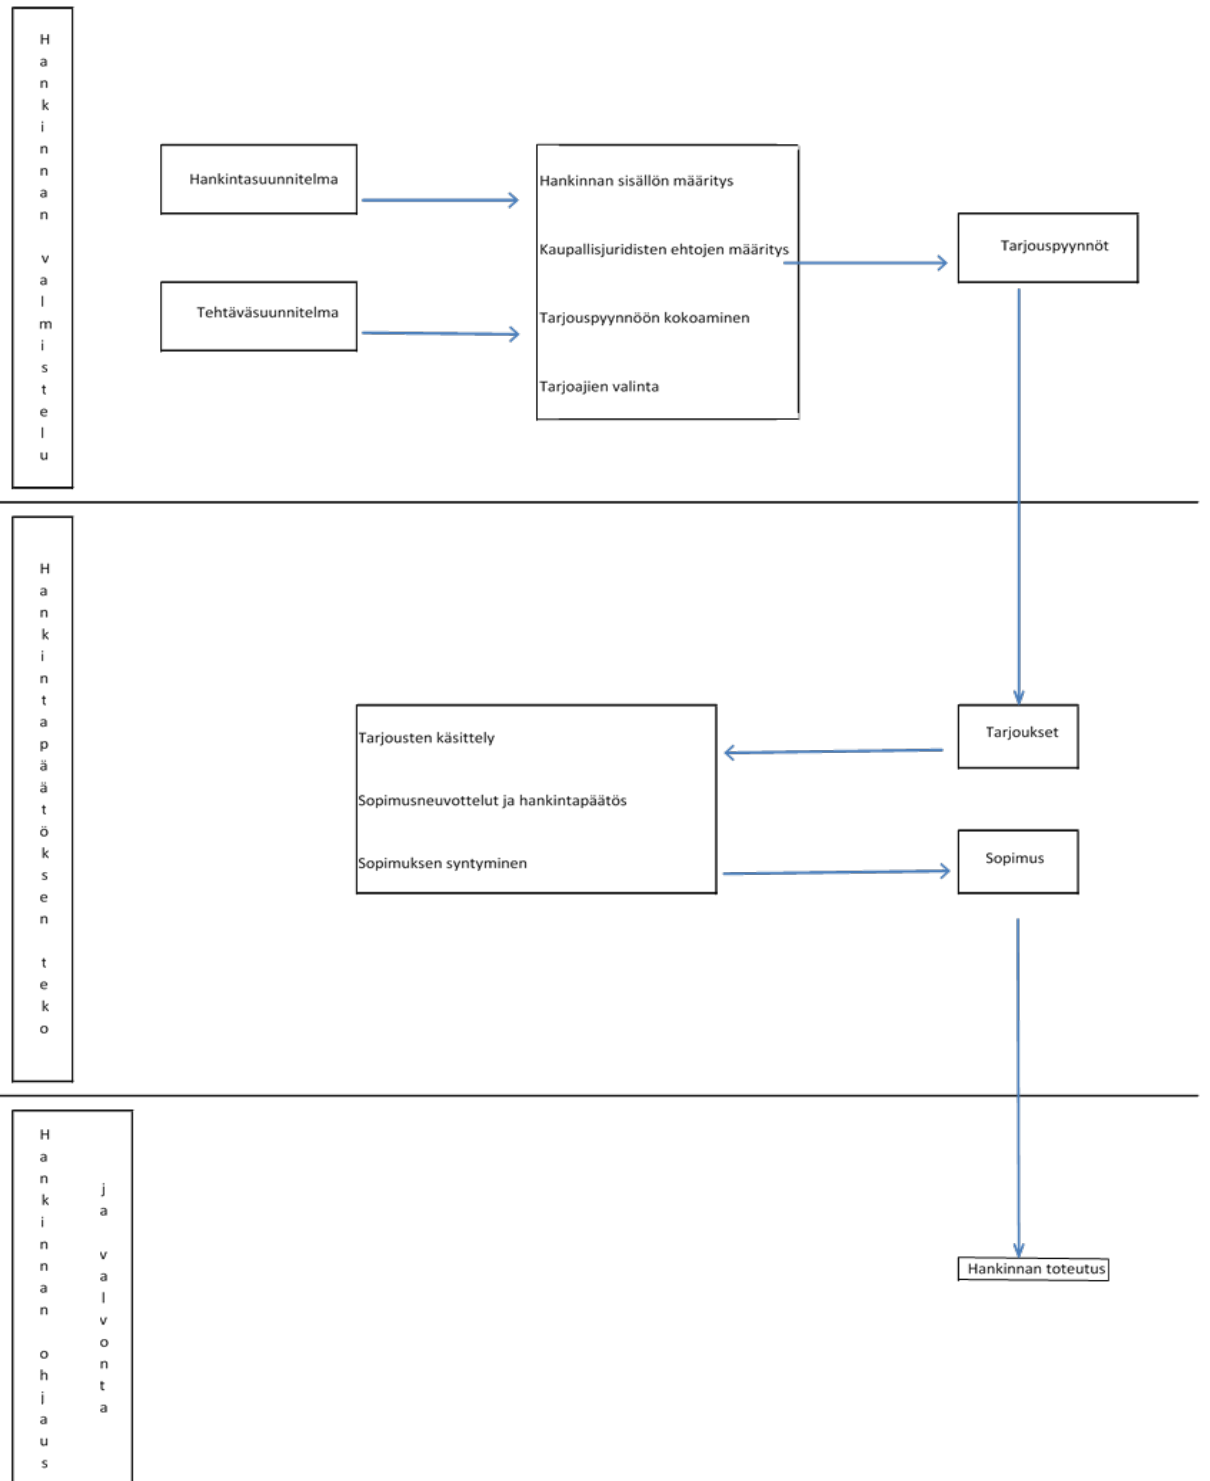 Hankinnan valmistelu
Hankintasuunnitelma
Tehtäväsuunnitelma
Hankinnan sisällön määritys
Kaupallisjuridisten ehtojen määritys
Tarjouspyynnöön kokoaminen
Tarjoajien valinta
Tarjouspyynnöt
Hankintapäätöksen teko
Tarjousten käsittely
Sopimusneuvottelut ja hankintapäätös
Sopimuksen syntyminen
Tarjoukset
Sopimus
Hankinnan ohjaus
ja valvonta
Hankinnan toteutus